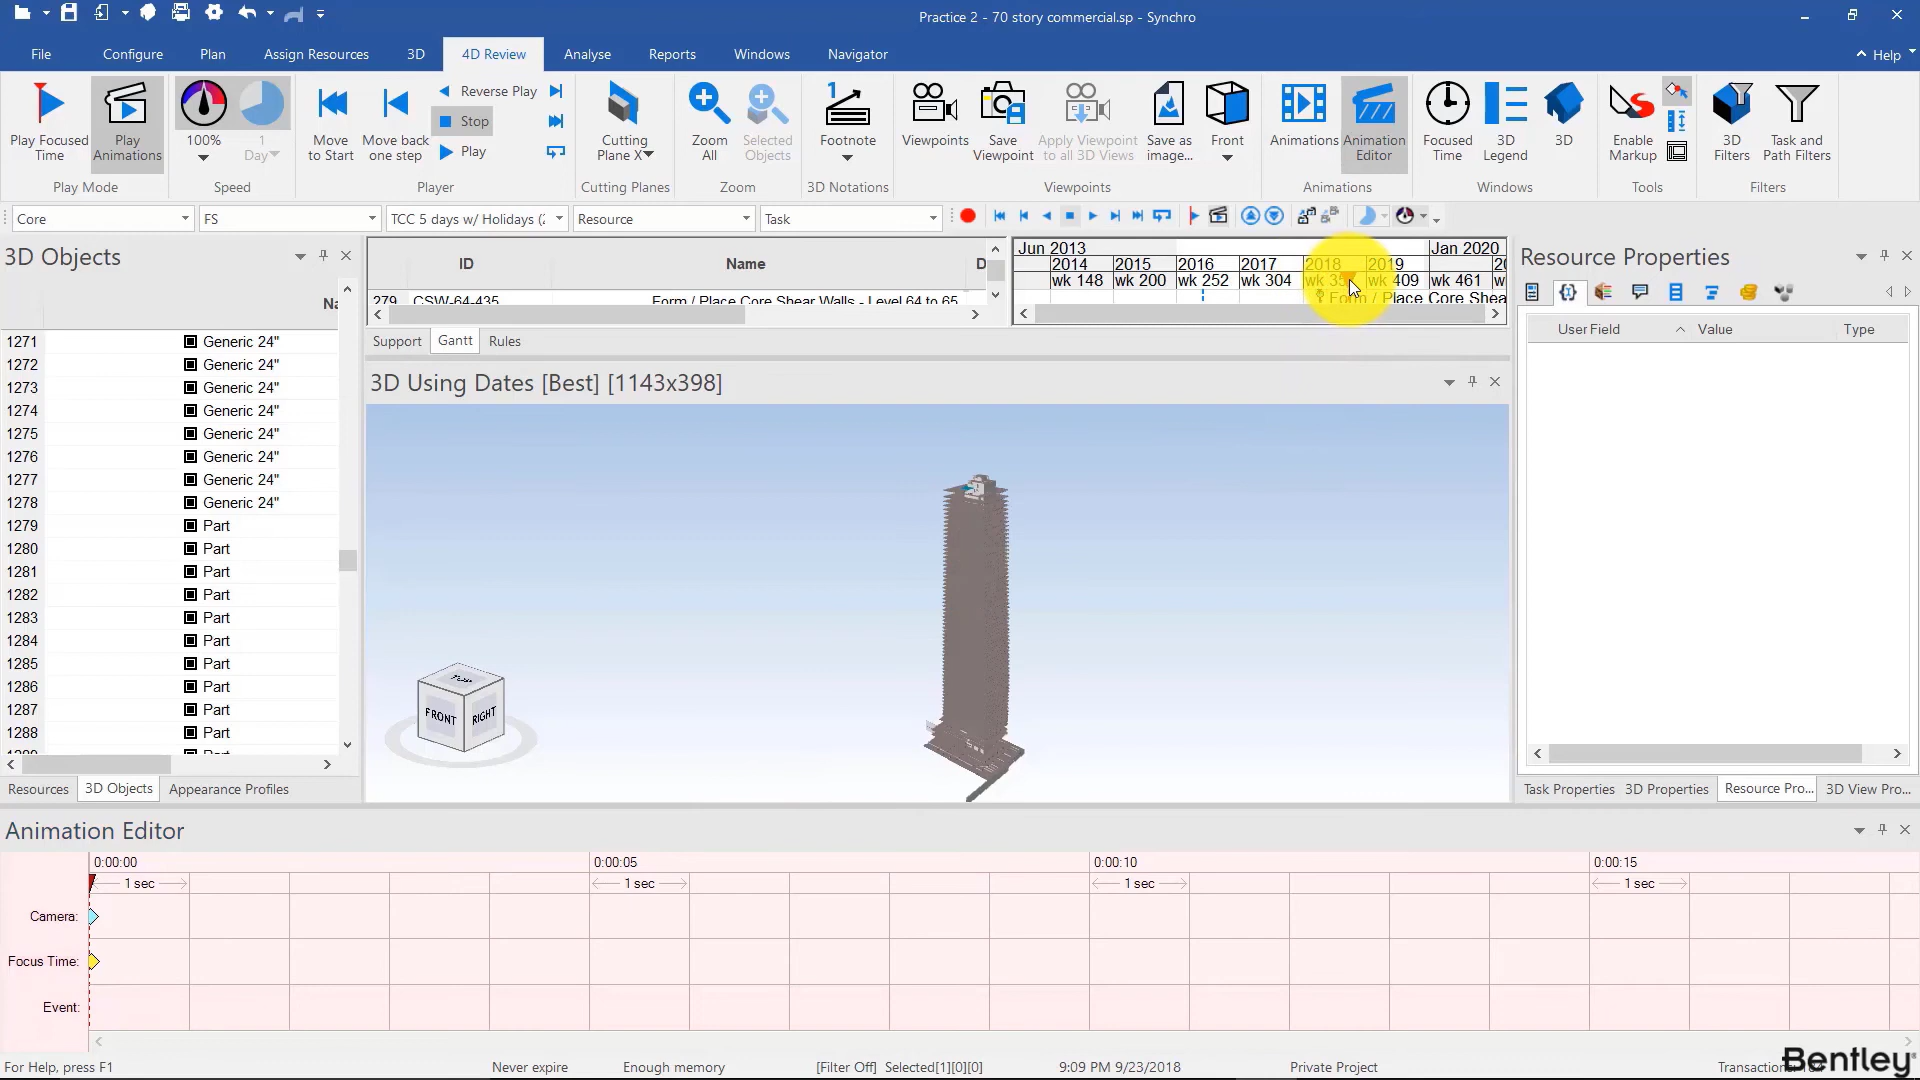 Practice 2 - 70 story commercial.sp - Synchro
File Configure Plan Assign Resources 3D 4D Review Analyse Reports Windows Navigator Help
Play Focused Time
Play Animations
Play Mode
100%
1 Day
Speed
Move to Start
Move back one step
Reverse Play
Stop
Play
Player
Cutting Plane X
Cutting Planes
Zoom All
Selected Objects
Zoom
1
Footnote
3D Notations
Viewpoints
Save Viewpoint
Apply Viewpoint to all 3D Views
Save as image...
Front
Viewpoints
Animations
Animation Editor
Animations
Focused Time
3D Legend
3D
Windows
Enable Markup
Tools
3D Filters
Task and Path Filters
Filters
Core FS TCC 5 days w/ Holidays (2 Resource Task
3D Objects
1271 Generic 24"
1272 Generic 24"
1273 Generic 24"
1274 Generic 24"
1275 Generic 24"
1276 Generic 24"
1277 Generic 24"
1278 Generic 24"
1279 Part
1280 Part
1281 Part
1282 Part
1283 Part
1284 Part
1285 Part
1286 Part
1287 Part
1288 Part
Resources 3D Objects Appearance Profiles
ID Name
279 CSW-64-435 Form / Place Core Shear Walls - Level 64 to 65
Jun 2013 Jan 2020
2014 2015 2016 2017 2018 2019
wk 148 wk 200 wk 252 wk 304 wk 409 wk 461
Form / Place Core Shea
Support Gantt Rules
3D Using Dates [Best] [1143x398]
TOP
FRONT RIGHT
Resource Properties
User Field Value Type
Task Properties 3D Properties Resource Pro... 3D View Pro...
Animation Editor
0:00:00 0:00:05 0:00:10 0:00:15
1 sec 1 sec 1 sec 1 sec
Camera:
Focus Time:
Event:
For Help, press F1 Never expire Enough memory [Filter Off] Selected[1][0][0] 9:09 PM 9/23/2018 Private Project
Bentley